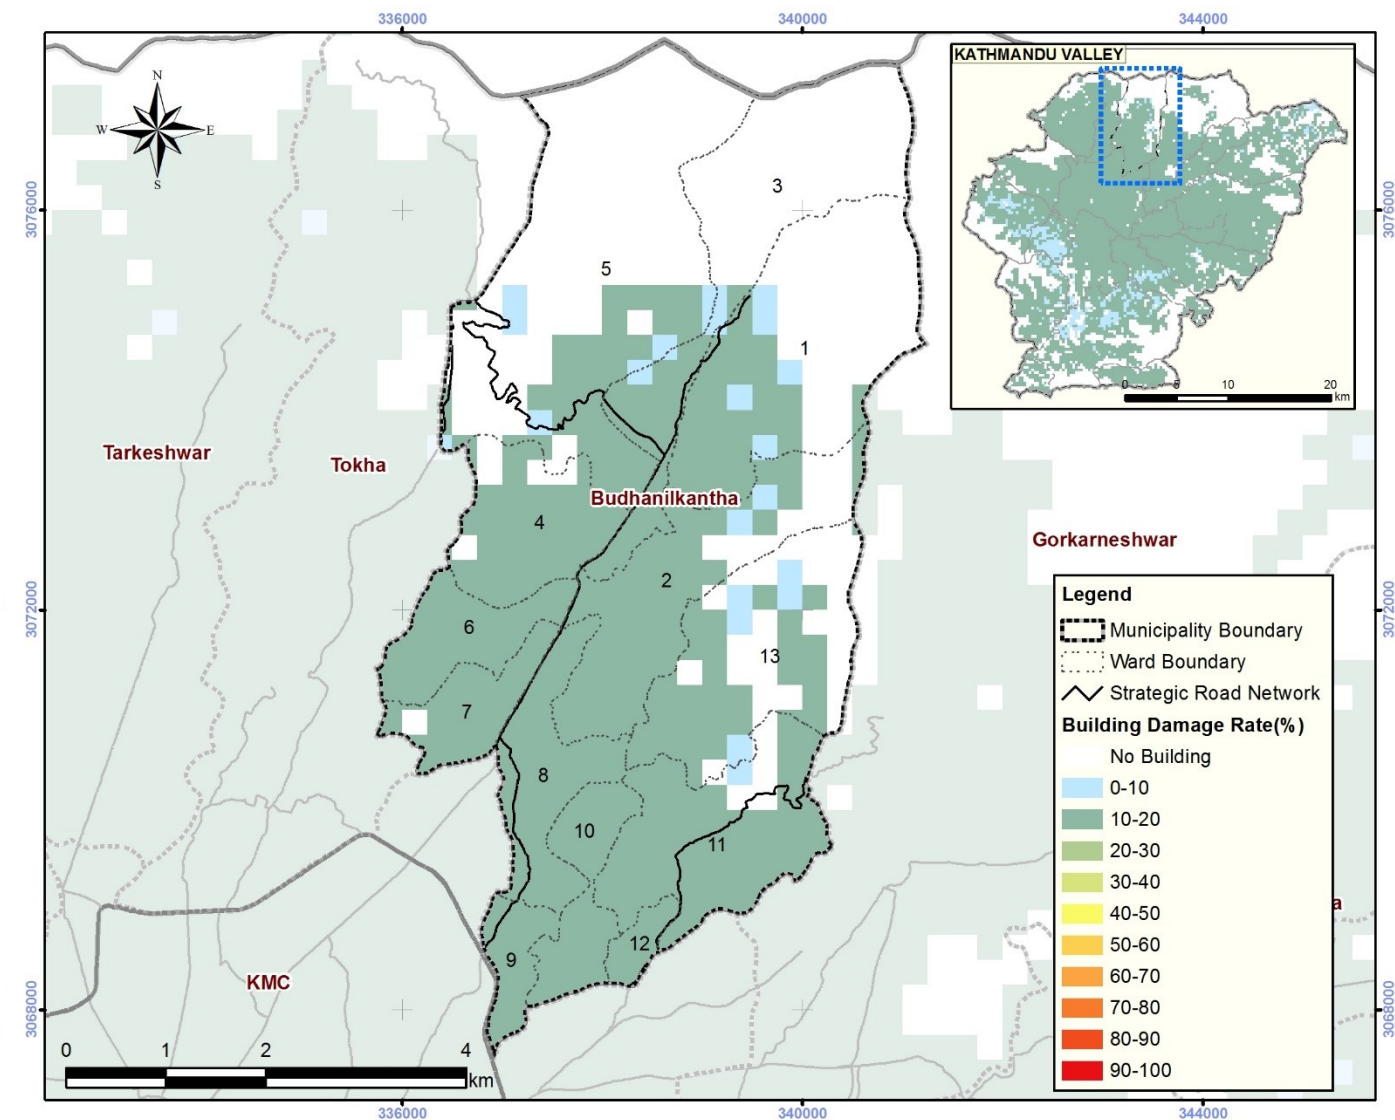 336000
340000
344000
KATHMANDU VALLEY
N
W
E
S
3
3076000
3076000
5
1
0
5
10
20
km
Tarkeshwar
Tokha
Budhanilkantha
4
Gorkarneshwar
2
3072000
3072000
6
13
7
8
10
11
12
9
KMC
a
Legend
Municipality Boundary
Ward Boundary
Strategic Road Network
Building Damage Rate(%)
No Building
0-10
10-20
20-30
30-40
40-50
50-60
60-70
70-80
80-90
90-100
3068000
3068000
0
1
2
4
km
336000
340000
344000